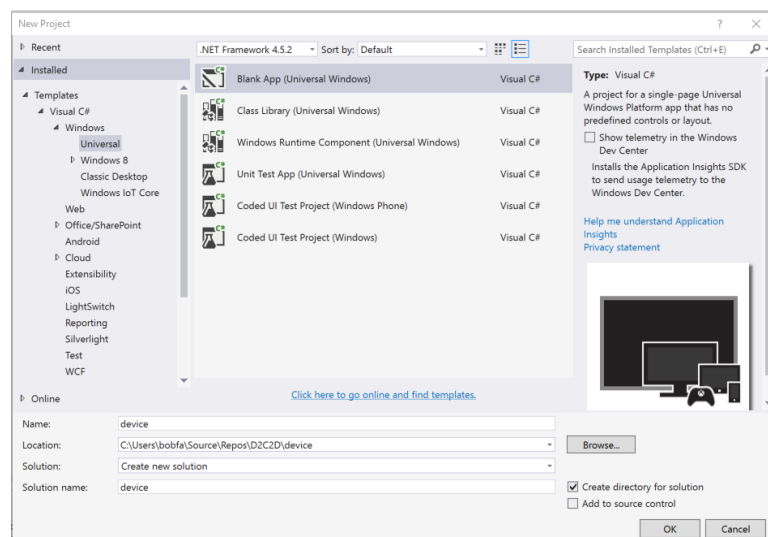 New Project
?
Recent
.NET Framework 4.5.2
Sort by: Default
Search Installed Templates (Ctrl+E)
Installed
Templates
Visual C#
Windows
Universal
Windows 8
Classic Desktop
Windows IoT Core
Web
Office/SharePoint
Android
Cloud
Extensibility
iOS
LightSwitch
Reporting
Silverlight
Test
WCF
Online
C# Blank App (Universal Windows) Visual C#
C# Class Library (Universal Windows) Visual C#
C# Windows Runtime Component (Universal Windows) Visual C#
C# Unit Test App (Universal Windows) Visual C#
C# Coded UI Test Project (Windows Phone) Visual C#
C# Coded UI Test Project (Windows) Visual C#
Click here to go online and find templates.
Type: Visual C#
A project for a single-page Universal
Windows Platform app that has no
predefined controls or layout.
Show telemetry in the Windows
Dev Center
Installs the Application Insights SDK
to send usage telemetry to the
Windows Dev Center.
Help me understand Application
Insights
Privacy statement
Name: device
Location: C:\Users\bobfa\Source\Repos\D2C2D\device
Browse...
Solution: Create new solution
Solution name: device
Create directory for solution
Add to source control
OK
Cancel